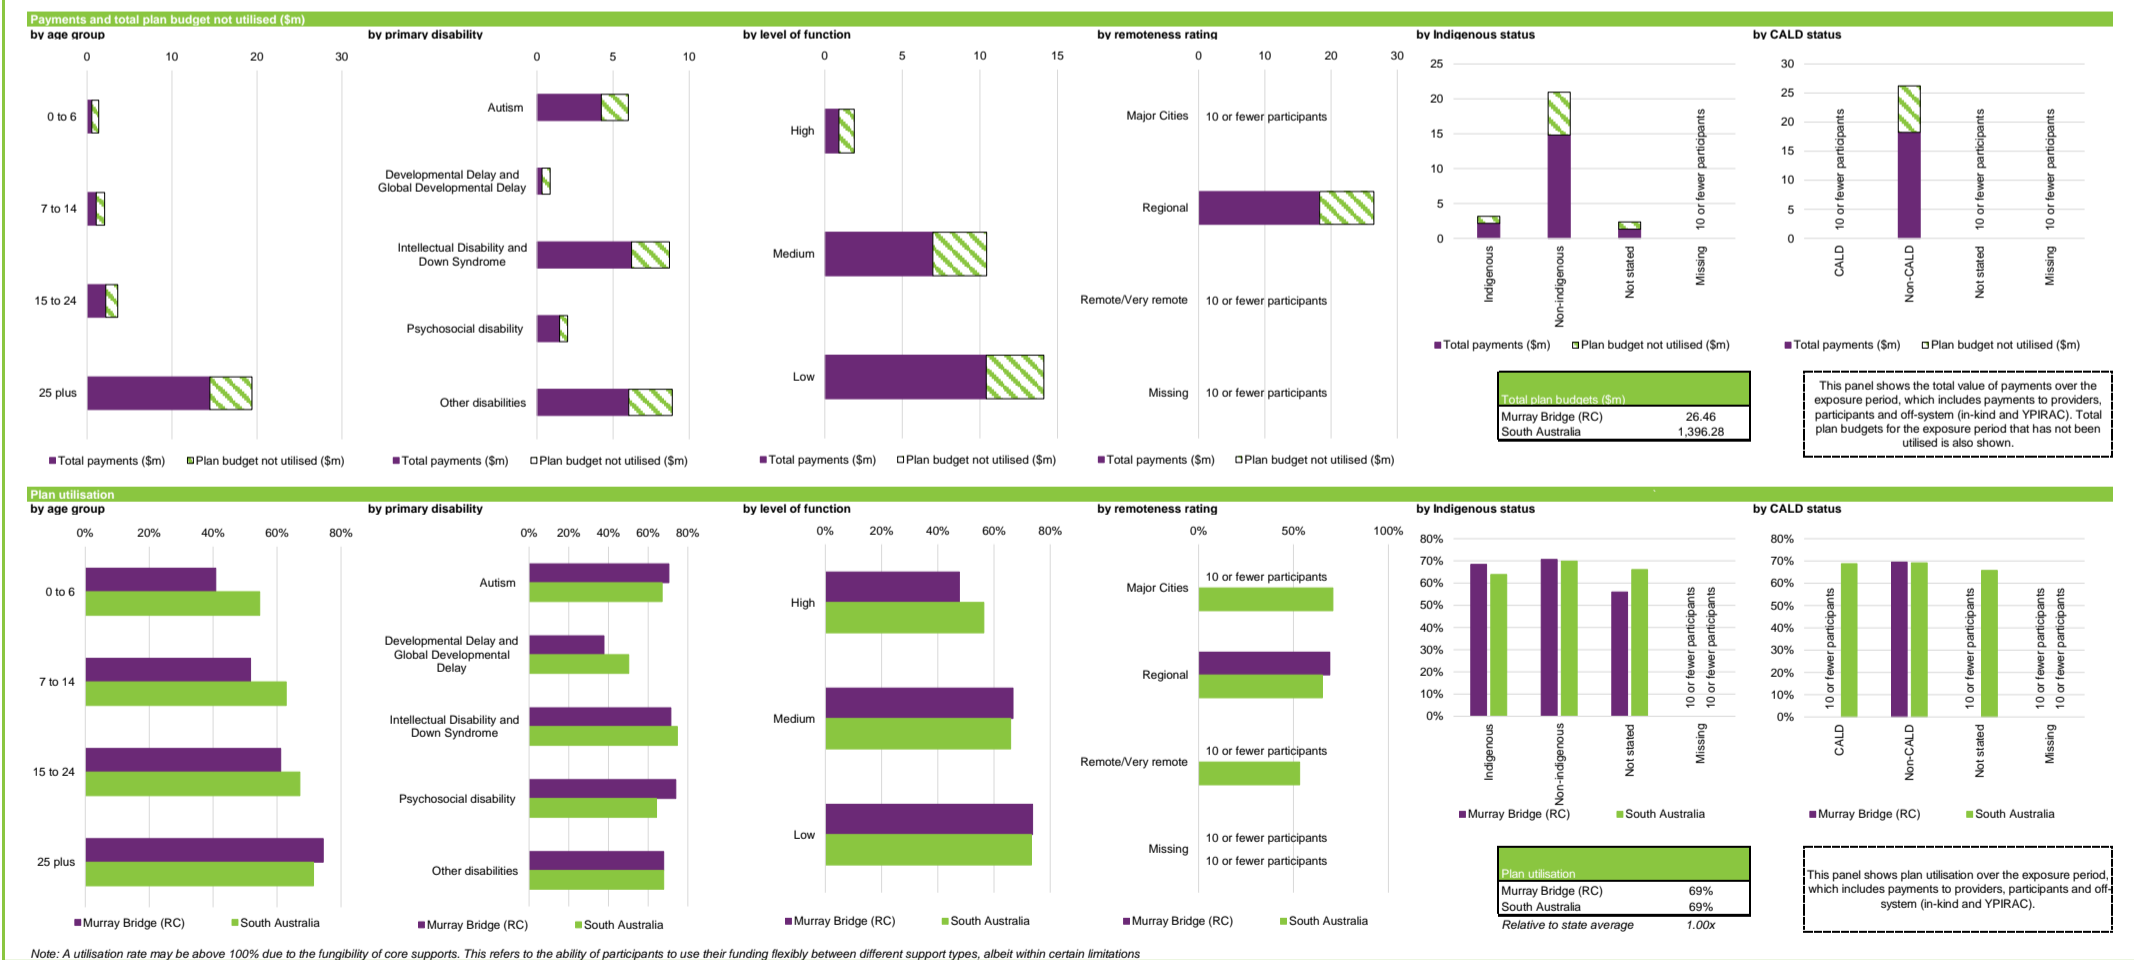 Payments and total plan budget not utilised ($m)
by age group
0 10 20 30
0 to 6
7 to 14
15 to 24
25 plus
Total payments ($m) Plan budget not utilised ($m)
by primary disability
0 5 10
Autism
Developmental Delay and
Global Developmental Delay
Intellectual Disability and
Down Syndrome
Psychosocial disability
Other disabilities
Total payments ($m) Plan budget not utilised ($m)
by level of function
0 5 10 15
High
Medium
Low
Total payments ($m) Plan budget not utilised ($m)
by remoteness rating
0 10 20 30
Major Cities 10 or fewer participants
Regional
Remote/Very remote 10 or fewer participants
Missing 10 or fewer participants
Total payments ($m) Plan budget not utilised ($m)
by Indigenous status
25
20
15
10
5
0
10 or fewer participants
Indigenous
Non-indigenous
Not stated
Missing
Total payments ($m) Plan budget not utilised ($m)
Total plan budgets ($m)
Murray Bridge (RC) 26.46
South Australia 1,396.28
by CALD status
30
25
20
15
10
5
0
10 or fewer participants
10 or fewer participants
10 or fewer participants
CALD
Non-CALD
Not stated
Missing
Total payments ($m) Plan budget not utilised ($m)
This panel shows the total value of payments over the
exposure period, which includes payments to providers,
participants and off-system (in-kind and YPIRAC). Total
plan budgets for the exposure period that has not been
utilised is also shown.
Plan utilisation
by age group
0% 20% 40% 60% 80%
0 to 6
7 to 14
15 to 24
25 plus
Murray Bridge (RC) South Australia
by primary disability
0% 20% 40% 60% 80%
Autism
Developmental Delay and
Global Developmental
Delay
Intellectual Disability and
Down Syndrome
Psychosocial disability
Other disabilities
Murray Bridge (RC) South Australia
by level of function
0% 20% 40% 60% 80%
High
Medium
Low
Murray Bridge (RC) South Australia
by remoteness rating
0% 50% 100%
10 or fewer participants
Major Cities
Regional
10 or fewer participants
Remote/Very remote
10 or fewer participants
Missing
10 or fewer participants
Murray Bridge (RC) South Australia
by Indigenous status
80%
70%
60%
50%
40%
30%
20%
10%
0%
10 or fewer participants
10 or fewer participants
Indigenous
Non-indigenous
Not stated
Missing
Murray Bridge (RC) South Australia
Plan utilisation
Murray Bridge (RC) 69%
South Australia 69%
Relative to state average 1.00x
by CALD status
80%
70%
60%
50%
40%
30%
20%
10%
0%
10 or fewer participants
10 or fewer participants
10 or fewer participants
10 or fewer participants
CALD
Non-CALD
Not stated
Missing
Murray Bridge (RC) South Australia
This panel shows plan utilisation over the exposure period,
which includes payments to providers, participants and off-
system (in-kind and YPIRAC).
Note: A utilisation rate may be above 100% due to the fungibility of core supports. This refers to the ability of participants to use their funding flexibly between different support types, albeit within certain limitations